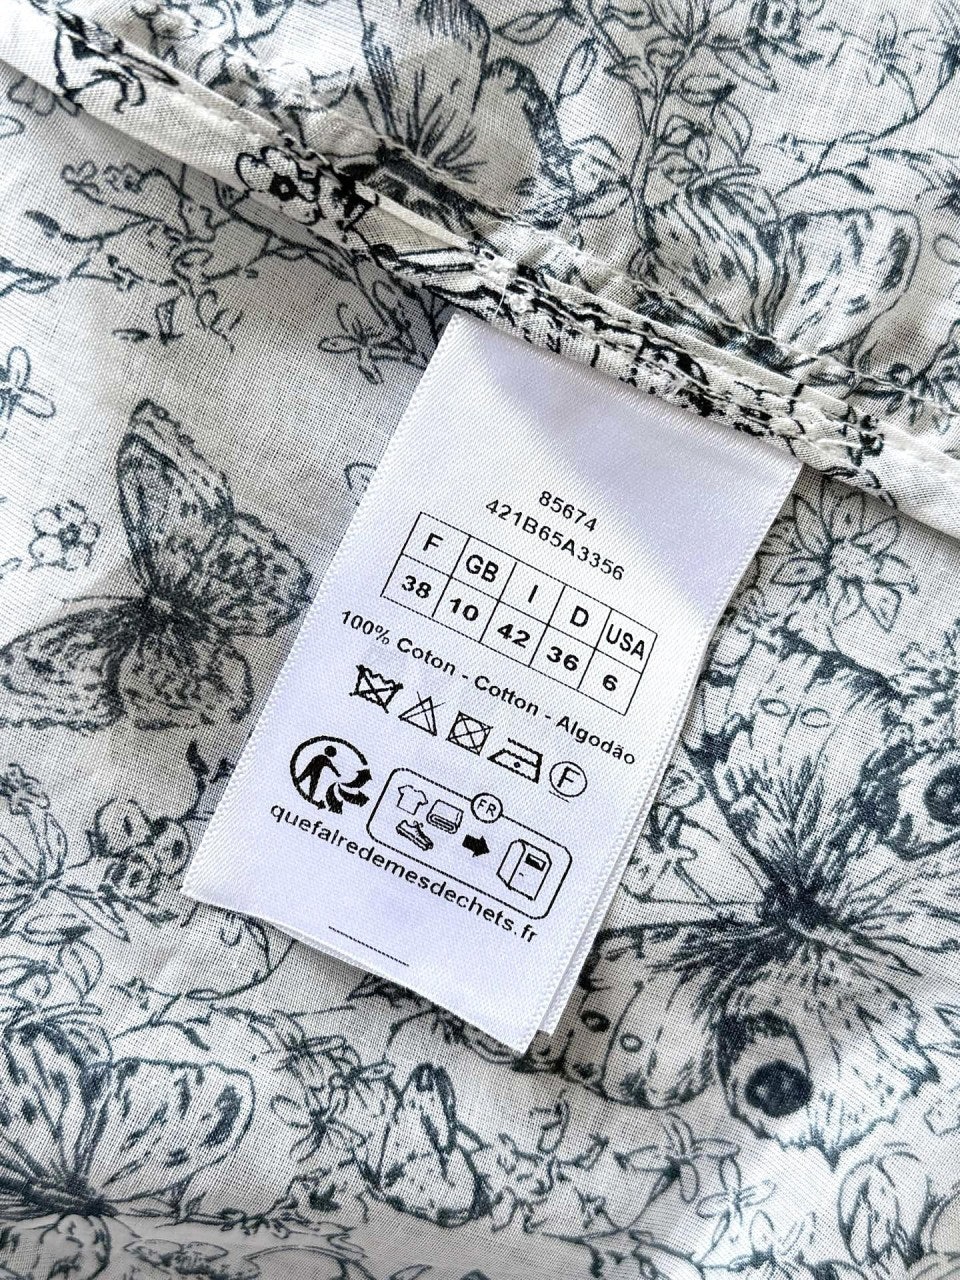 85674
421B65A3356
F GB I D USA
38 10 42 36 6
100% Coton - Cotton - Algodão
F
FR
quefairedemesdechets.fr